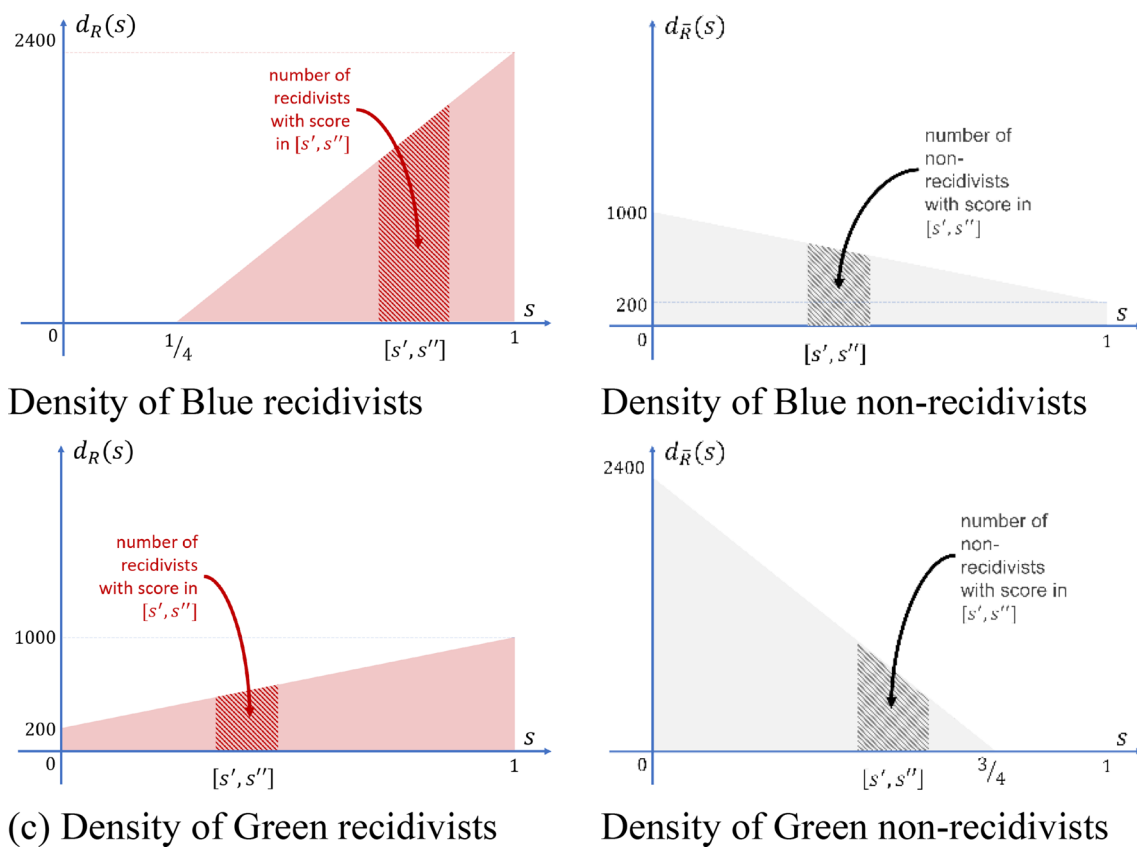 d_R(s)
2400
number of
recidivists
with score
in [s′, s′′]
s
0
1/4
[s′, s′′]
1
Density of Blue recidivists
d_R̄(s)
number of
non-
recidivists
with score in
[s′, s′′]
1000
200
s
0
[s′, s′′]
1
Density of Blue non-recidivists
d_R(s)
number of
recidivists
with score in
[s′, s′′]
1000
200
s
0
[s′, s′′]
1
(c) Density of Green recidivists
d_R̄(s)
2400
number of
non-
recidivists
with score in
[s′, s′′]
s
0
[s′, s′′]
3/4
1
Density of Green non-recidivists